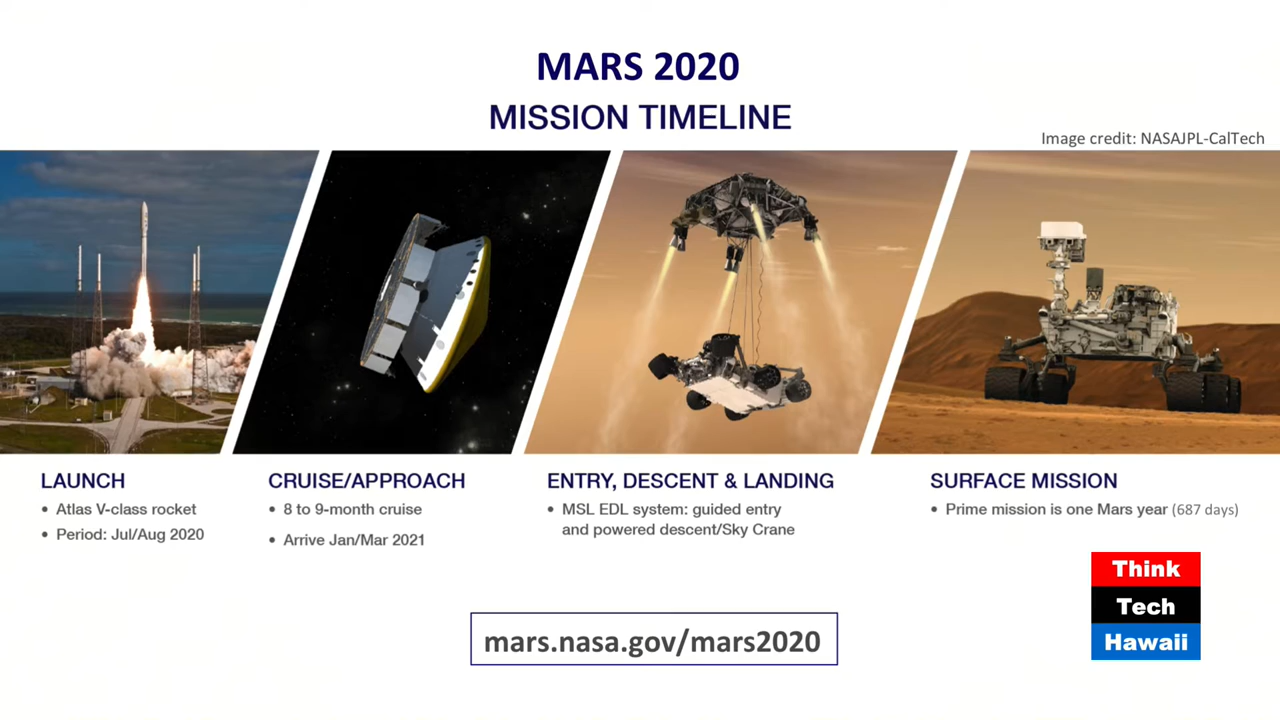 MARS 2020
MISSION TIMELINE
Image credit: NASAJPL-CalTech
LAUNCH
• Atlas V-class rocket
• Period: Jul/Aug 2020
CRUISE/APPROACH
• 8 to 9-month cruise
• Arrive Jan/Mar 2021
ENTRY, DESCENT & LANDING
• MSL EDL system: guided entry
and powered descent/Sky Crane
SURFACE MISSION
• Prime mission is one Mars year (687 days)
mars.nasa.gov/mars2020
Think
Tech
Hawaii